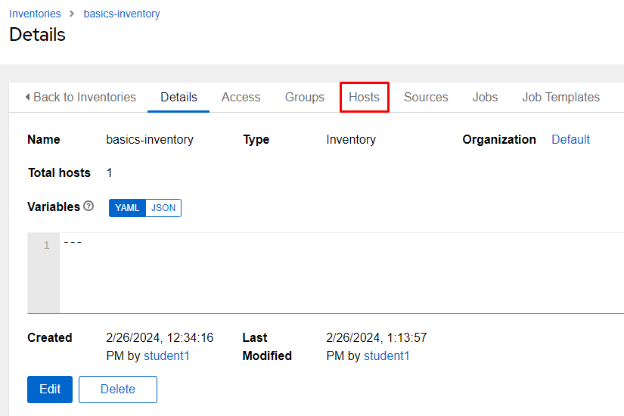 Inventories > basics-inventory
Details
Back to Inventories Details Access Groups Hosts Sources Jobs Job Templates
Name basics-inventory Type Inventory Organization Default
Total hosts 1
Variables YAML JSON
1 ---
Created 2/26/2024, 12:34:16 Last 2/26/2024, 1:13:57
PM by student1 Modified PM by student1
Edit Delete